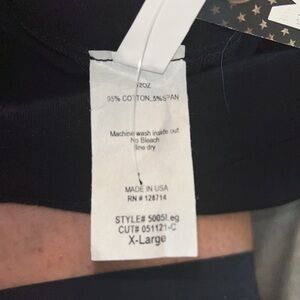 12OZ
95% COTTON, 5% SPAN
Machine wash inside out
No Bleach
line dry
MADE IN USA
RN # 128714
STYLE# 5005Leg
CUT# 051121-C
X-Large